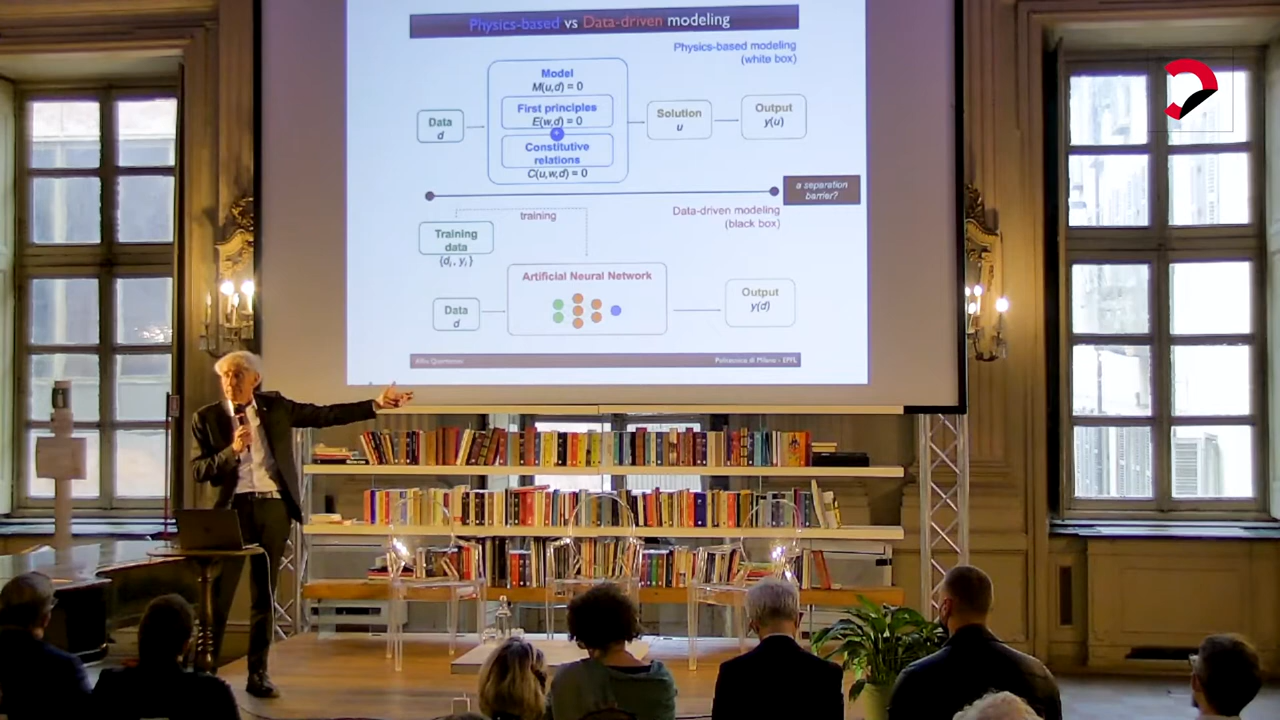 Physics-based vs Data-driven modeling
Physics-based modeling
(white box)
Model
M(u,d) = 0
First principles
E(w,d) = 0
+
Constitutive
relations
C(u,w,d) = 0
Data
d
Solution
u
Output
y(u)
a separation
barrier?
training
Data-driven modeling
(black box)
Training
data
{dᵢ, yᵢ}
Artificial Neural Network
Data
d
Output
y(d)
Politecnico di Milano - EPFL